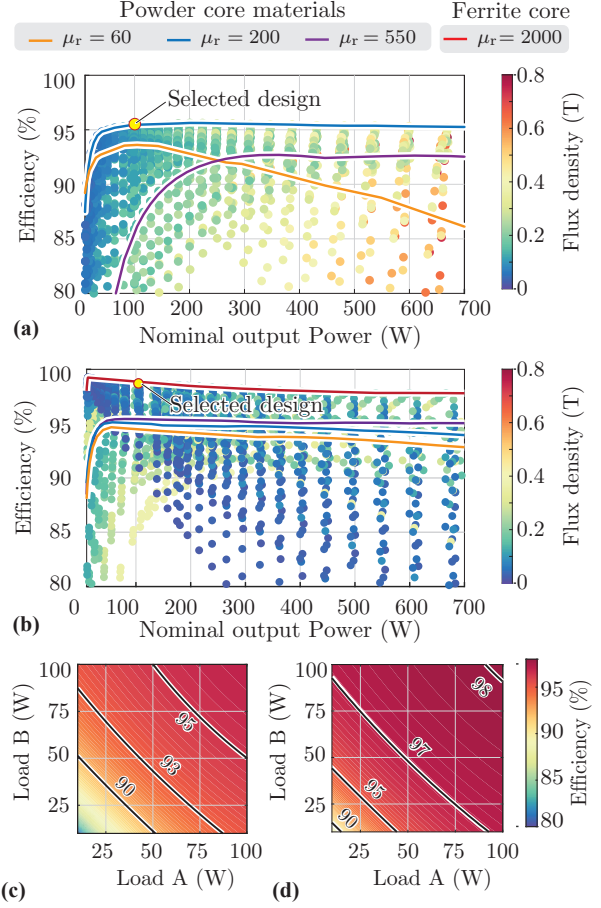 Powder core materials Ferrite core
μr = 60 μr = 200 μr = 550 μr = 2000
100
95
90
85
80
Efficiency (%)
Selected design
0 100 200 300 400 500 600 700
Nominal output Power (W)
0.8
0.6
0.4
0.2
0
Flux density (T)
(a)
100
95
90
85
80
Efficiency (%)
Selected design
0 100 200 300 400 500 600 700
Nominal output Power (W)
0.8
0.6
0.4
0.2
0
Flux density (T)
(b)
100
75
50
25
Load B (W)
95
93
90
25 50 75 100
Load A (W)
(c)
100
75
50
25
Load B (W)
98
97
95
90
25 50 75 100
Load A (W)
(d)
95
90
85
80
Efficiency (%)